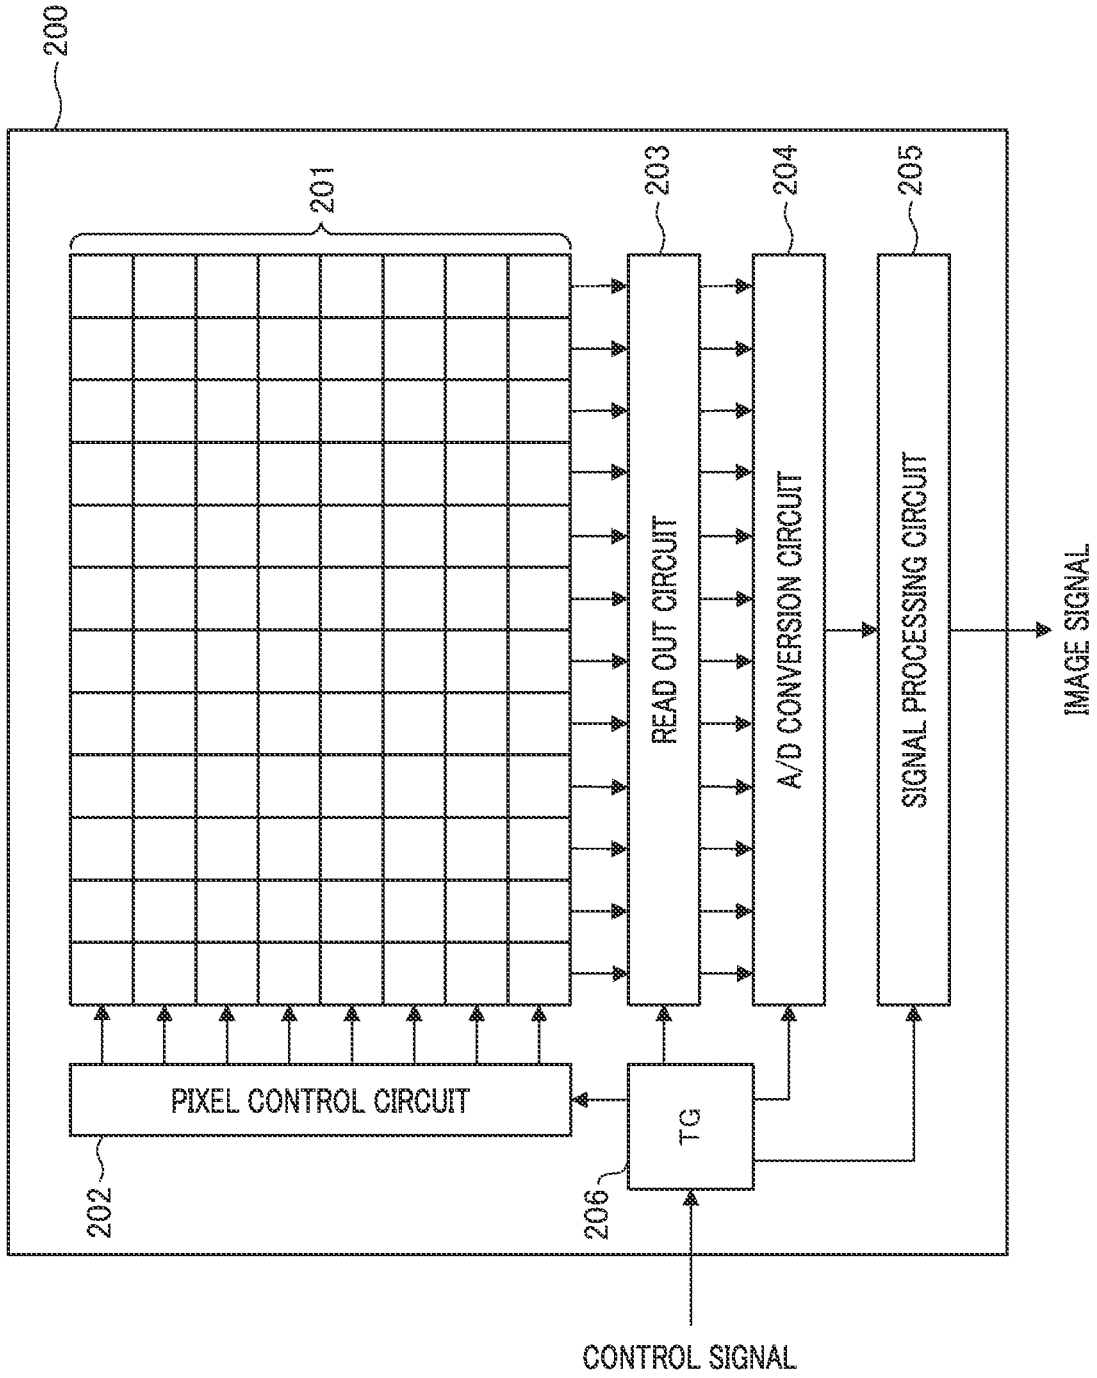 200
201
203
204
205
READ OUT CIRCUIT
A/D CONVERSION CIRCUIT
SIGNAL PROCESSING CIRCUIT
IMAGE SIGNAL
PIXEL CONTROL CIRCUIT
TG
202
206
CONTROL SIGNAL